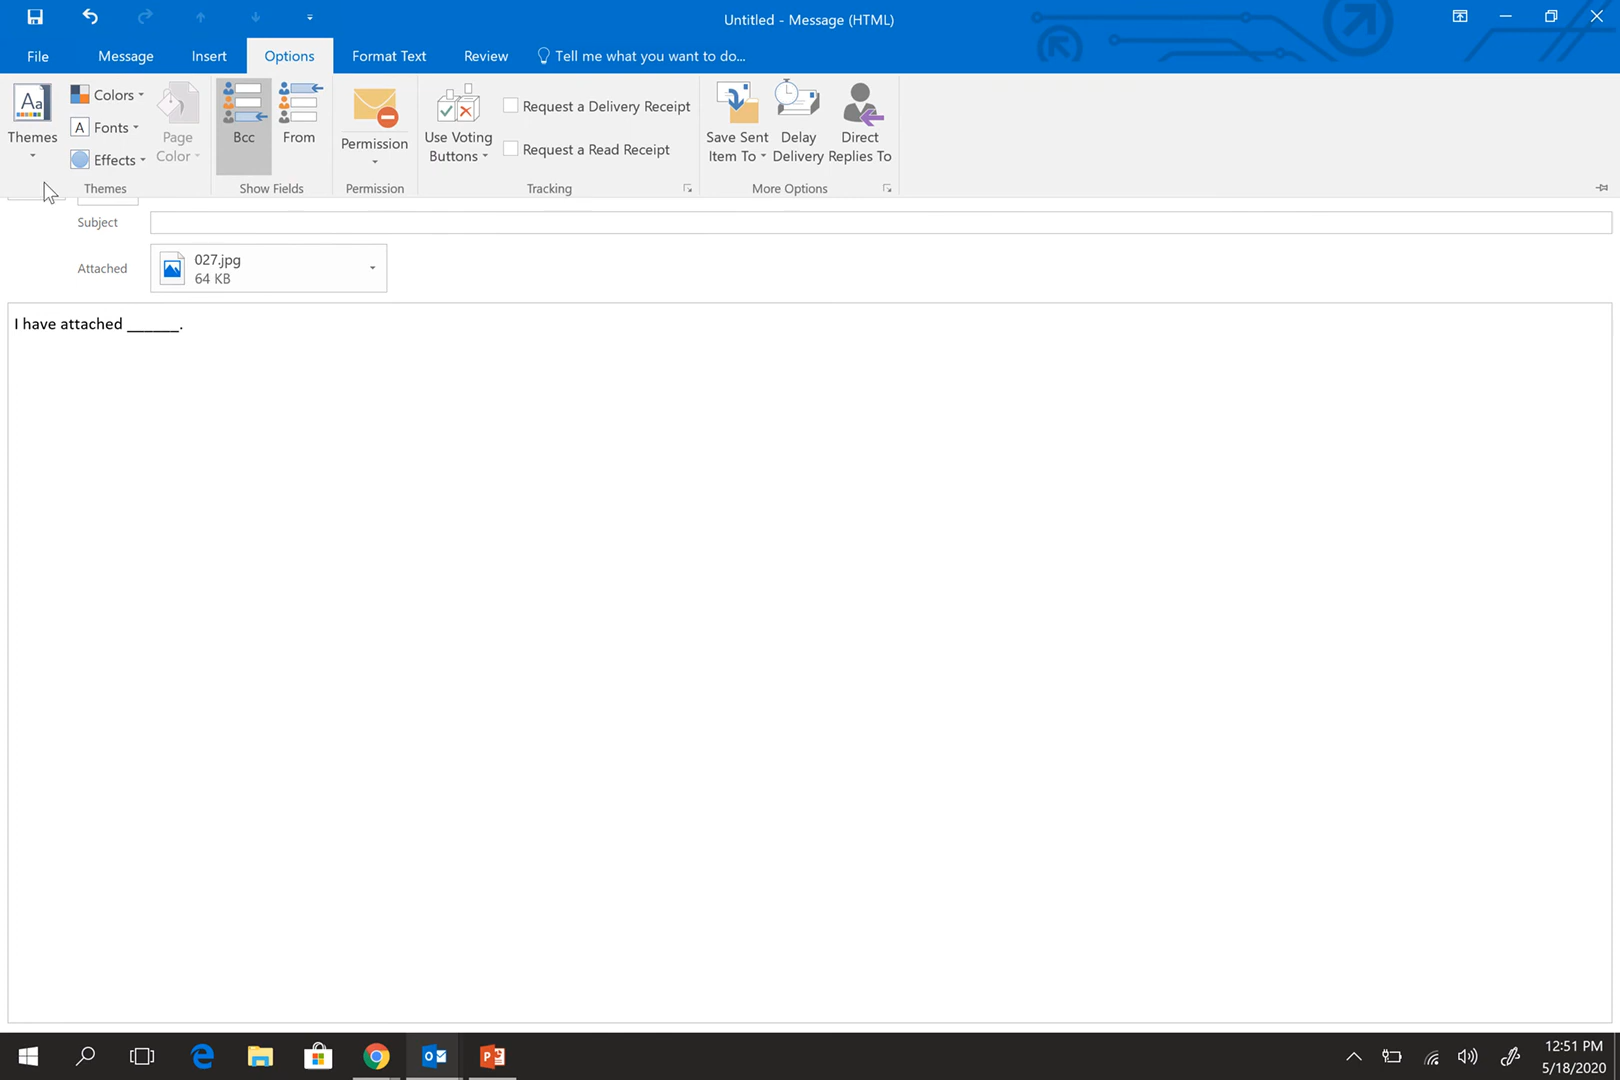 Untitled - Message (HTML)
File Message Insert Options Format Text Review Tell me what you want to do...
Aa
Themes
Colors
A Fonts
Effects
Page
Color
Bcc
From
Permission
Use Voting
Buttons
Request a Delivery Receipt
Request a Read Receipt
Save Sent
Item To
Delay
Delivery
Direct
Replies To
Themes Show Fields Permission Tracking More Options
Subject
Attached
027.jpg
64 KB
I have attached ______.
12:51 PM
5/18/2020